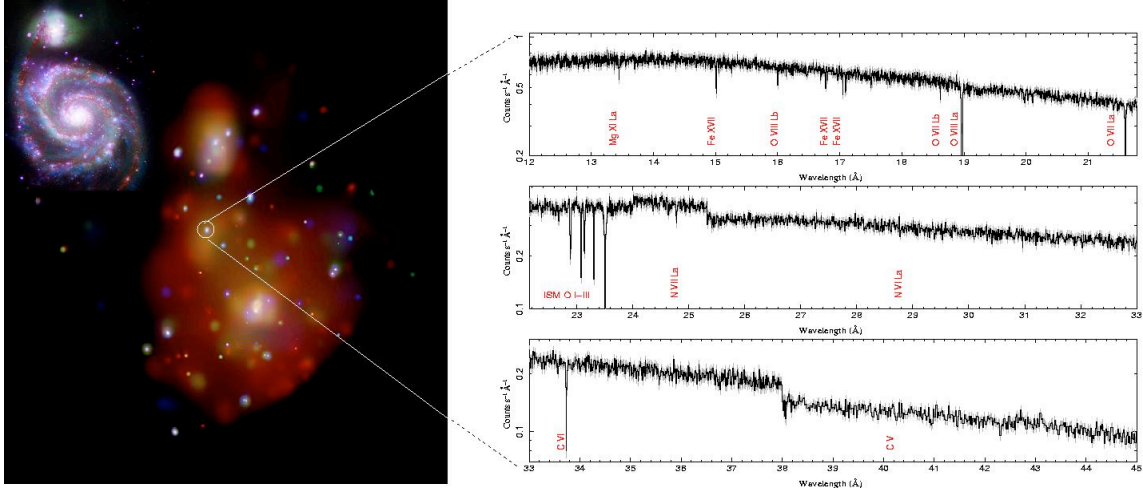 1
0.5
0.2
Counts s⁻¹ Å⁻¹
Mg XI La
Fe XVII
O VIII Lb
Fe XVII
Fe XVII
O VII Lb
O VIII La
O VII La
12 13 14 15 16 17 18 19 20 21
Wavelength (Å)
0.2
0.1
Counts s⁻¹ Å⁻¹
ISM O I–III
N VII La
N VI La
23 24 25 26 27 28 29 30 31 32 33
Wavelength (Å)
0.2
0.1
Counts s⁻¹ Å⁻¹
C VI
C V
33 34 35 36 37 38 39 40 41 42 43 44 45
Wavelength (Å)